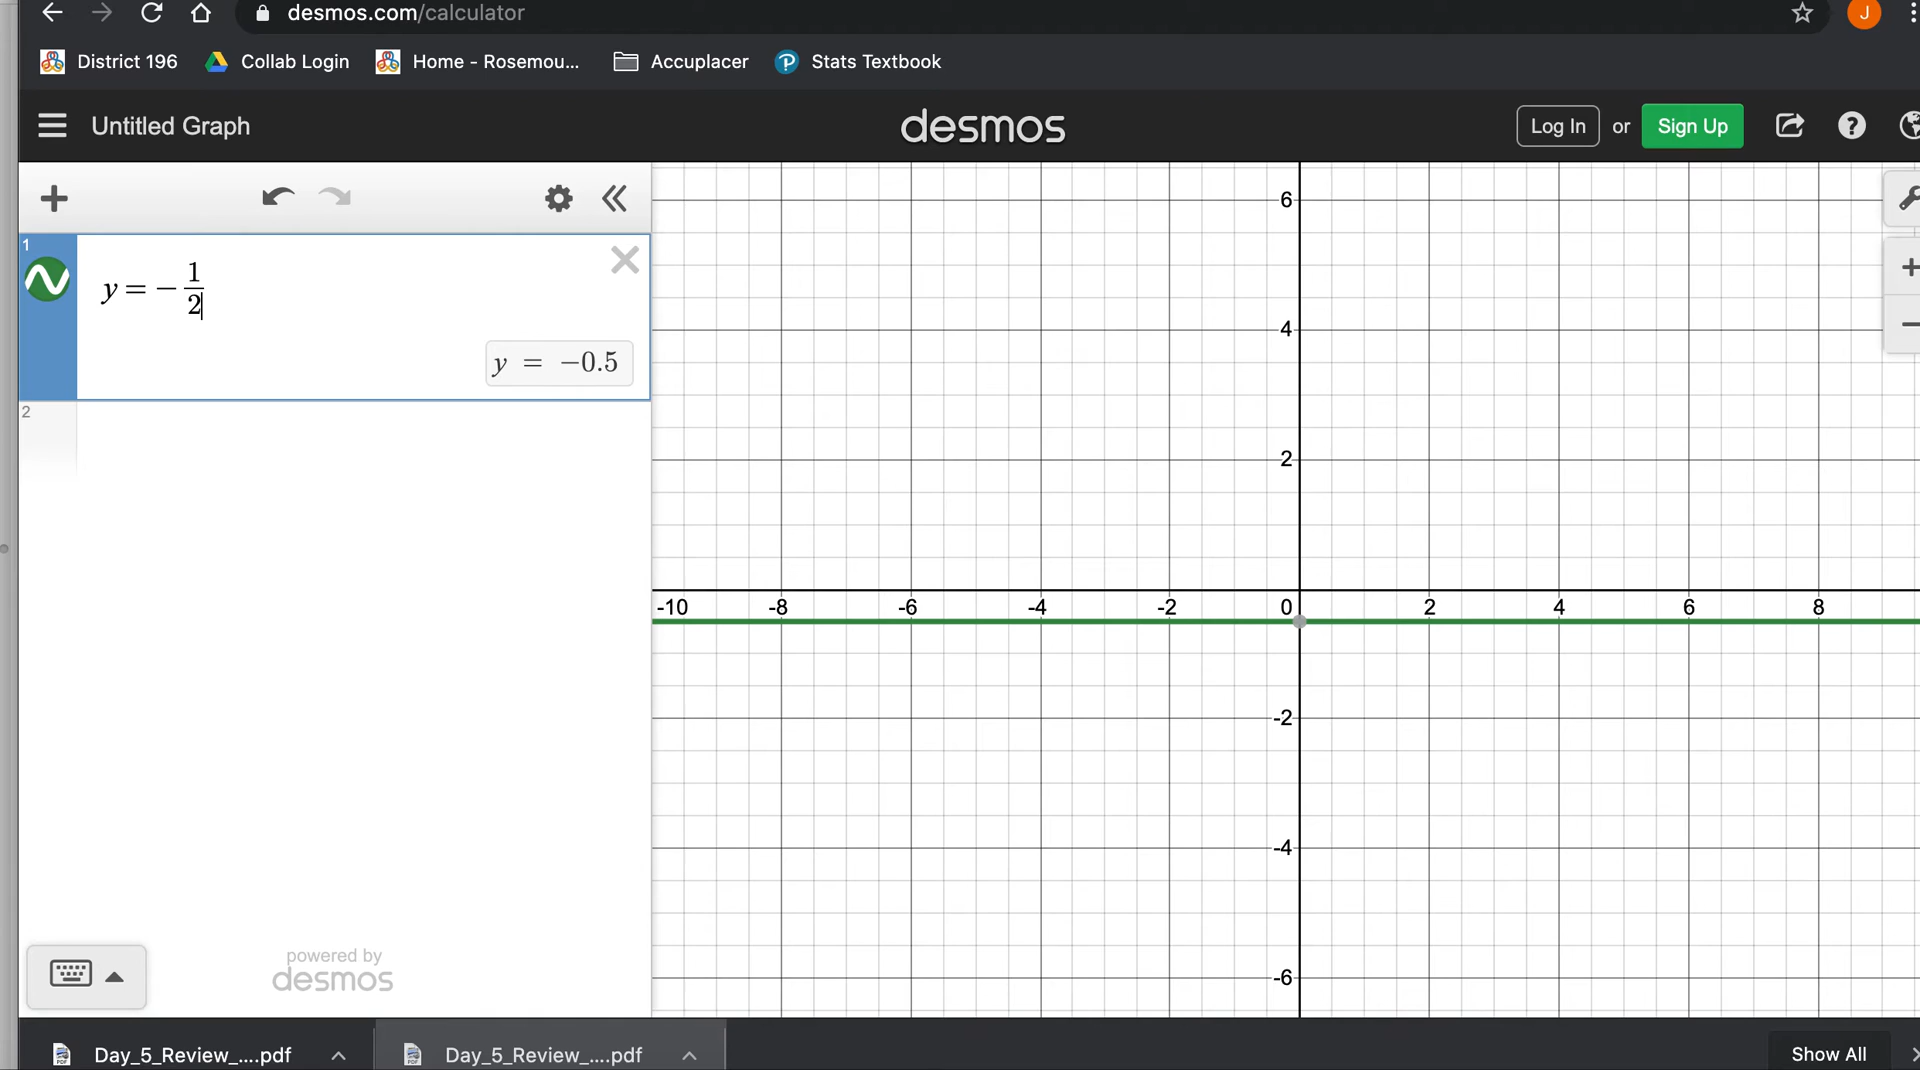 desmos.com/calculator
J
District 196
Collab Login
Home - Rosemou...
Accuplacer
Stats Textbook
Untitled Graph
desmos
Log In
or
Sign Up
?
1
y = − 1/2
y = −0.5
2
6
4
2
-10 -8 -6 -4 -2 0 2 4 6 8
-2
-4
-6
powered by
desmos
Day_5_Review_....pdf
Day_5_Review_....pdf
Show All